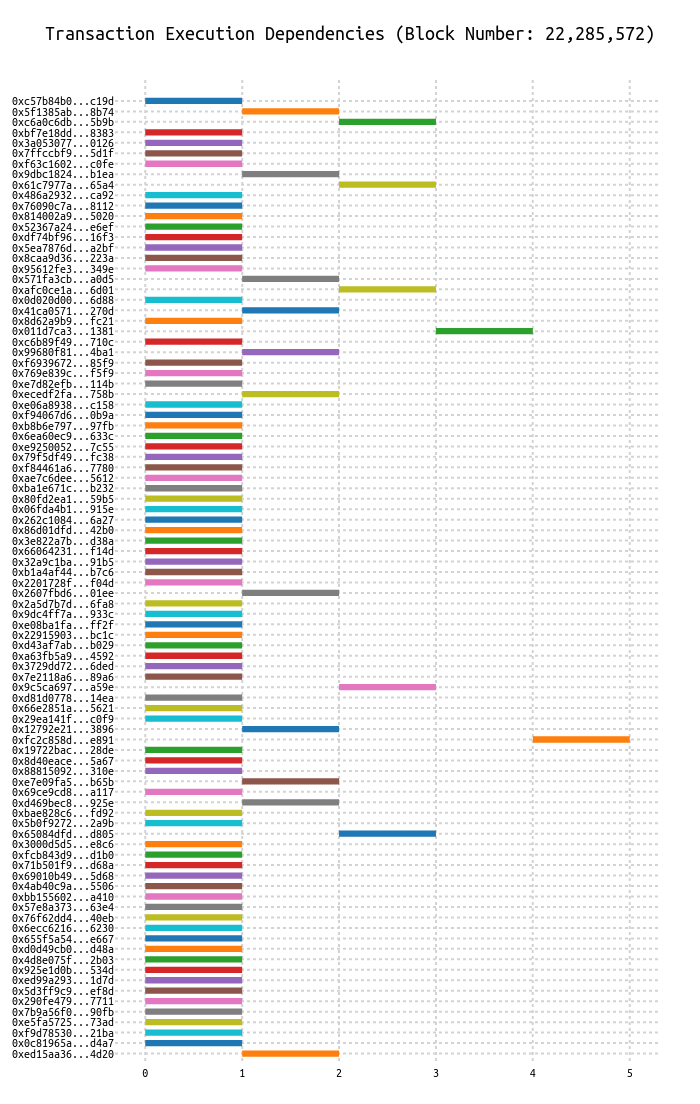 Transaction Execution Dependencies (Block Number: 22,285,572)
0xc57b84b0...c19d
0x5f1385ab...8b74
0xc6a0c6db...5b9b
0xbf7e18dd...8383
0x3a053077...0126
0x7ffccbf9...5d1f
0xf63c1602...c0fe
0x9dbc1824...b1ea
0x61c7977a...65a4
0x486a2932...ca92
0x76090c7a...8112
0x814002a9...5020
0x52367a24...e6ef
0xdf74bf96...16f3
0x5ea7876d...a2bf
0x8caa9d36...223a
0x95612fe3...349e
0x571fa3cb...a0d5
0xafc0ce1a...6d01
0x0d020d00...6d88
0x41ca0571...270d
0x8d62a9b9...fc21
0x011d7ca3...1381
0xc6b89f49...710c
0x99680f81...4ba1
0xf6939672...85f9
0x769e839c...f5f9
0xe7d82efb...114b
0xecedf2fa...758b
0xe06a8938...c158
0xf94067d6...0b9a
0xb8b6e797...97fb
0x6ea60ec9...633c
0xe9250052...7c55
0x79f5df49...fc38
0xf84461a6...7780
0xae7c6dee...5612
0xba1e671c...b232
0x80fd2ea1...59b5
0x06fda4b1...915e
0x262c1084...6a27
0x86d01dfd...42b0
0x3e822a7b...d38a
0x66064231...f14d
0x32a9c1ba...91b5
0xb1a4af44...b7c6
0x2201728f...f04d
0x2607fbd6...01ee
0x2a5d7b7d...6fa8
0x9dc4ff7a...933c
0xe08ba1fa...ff2f
0x22915903...bc1c
0xd43af7ab...b029
0xa63fb5a9...4592
0x3729dd72...6ded
0x7e2118a6...89a6
0x9c5ca697...a59e
0xd81d0778...14ea
0x66e2851a...5621
0x29ea141f...c0f9
0x12792e21...3896
0xfc2c858d...e891
0x19722bac...28de
0x8d40eace...5a67
0x88815092...310e
0xe7e09fa5...b65b
0x69ce9cd8...a117
0xd469bec8...925e
0xbae828c6...fd92
0x5b0f9272...2a9b
0x65084dfd...d805
0x3000d5d5...e8c6
0xfcb843d9...d1b0
0x71b501f9...d68a
0x69010b49...5d68
0x4ab40c9a...5506
0xbb155602...a410
0x57e8a373...63e4
0x76f62dd4...40eb
0x6ecc6216...6230
0x655f5a54...e667
0xd0d49cb0...d48a
0x4d8e075f...2b03
0x925e1d0b...534d
0xed99a293...1d7d
0x5d3ff9c9...ef8d
0x290fe479...7711
0x7b9a56f0...90fb
0xe5fa5725...73ad
0xf9d78530...21ba
0x0c81965a...d4a7
0xed15aa36...4d20
0 1 2 3 4 5